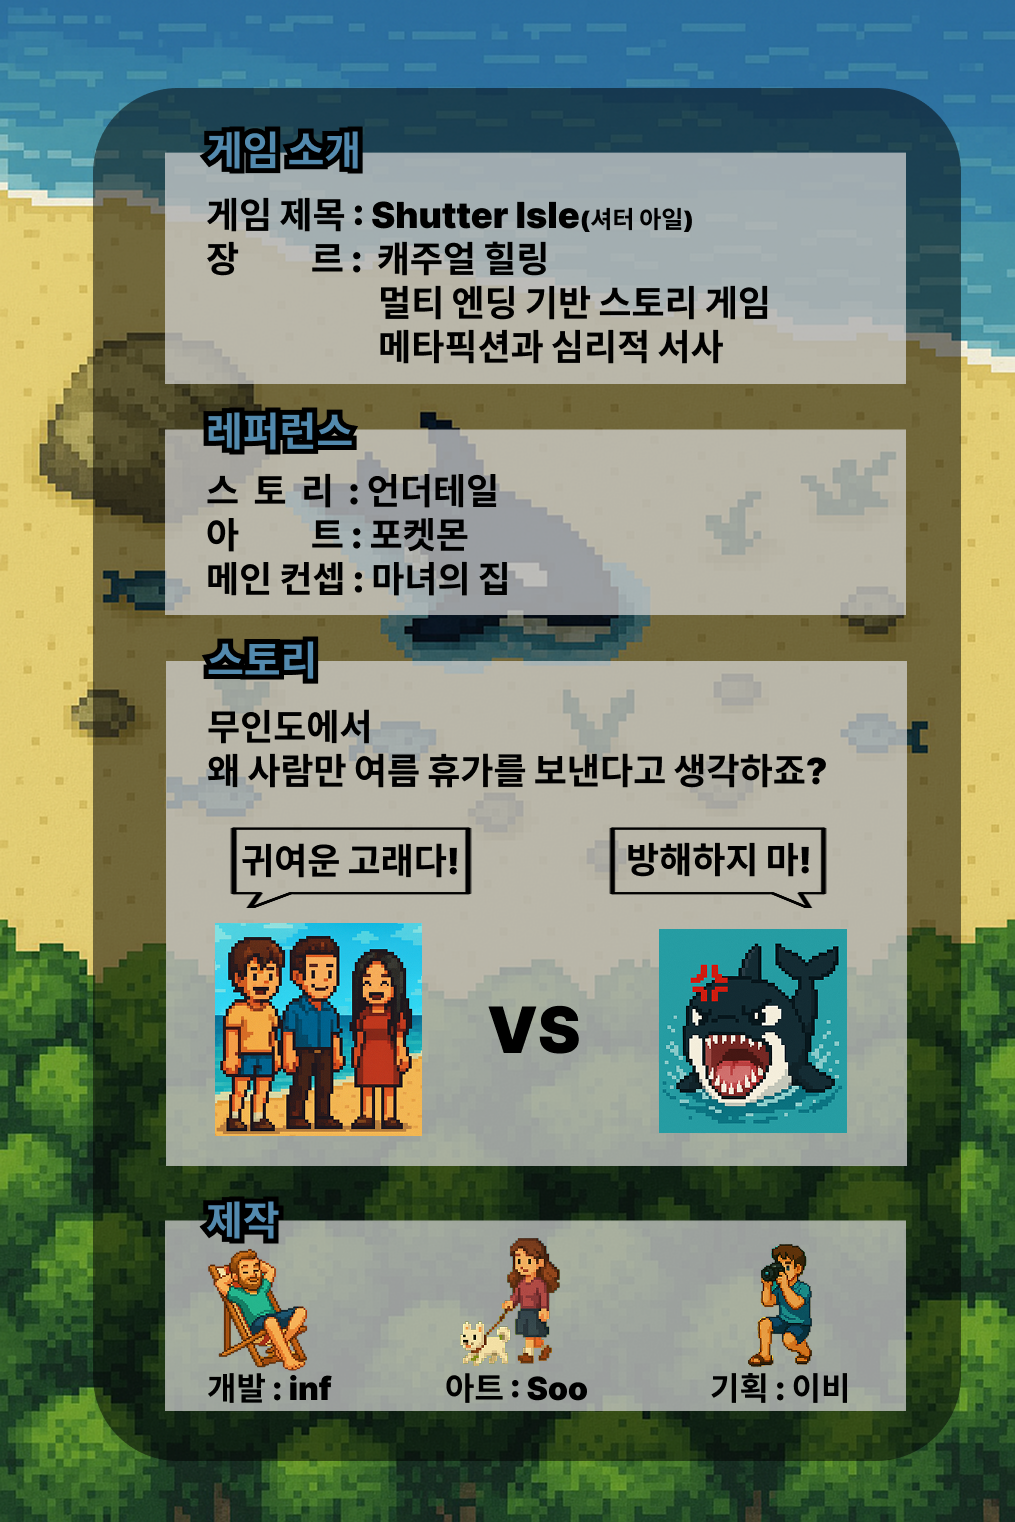 게임 소개
게임 제목 : Shutter Isle(셔터 아일)
장 르 : 캐주얼 힐링
멀티 엔딩 기반 스토리 게임
메타픽션과 심리적 서사
레퍼런스
스 토 리 : 언더테일
아 트 : 포켓몬
메인 컨셉 : 마녀의 집
스토리
무인도에서
왜 사람만 여름 휴가를 보낸다고 생각하죠?
귀여운 고래다!
방해하지 마!
VS
제작
개발 : inf
아트 : Soo
기획 : 이비